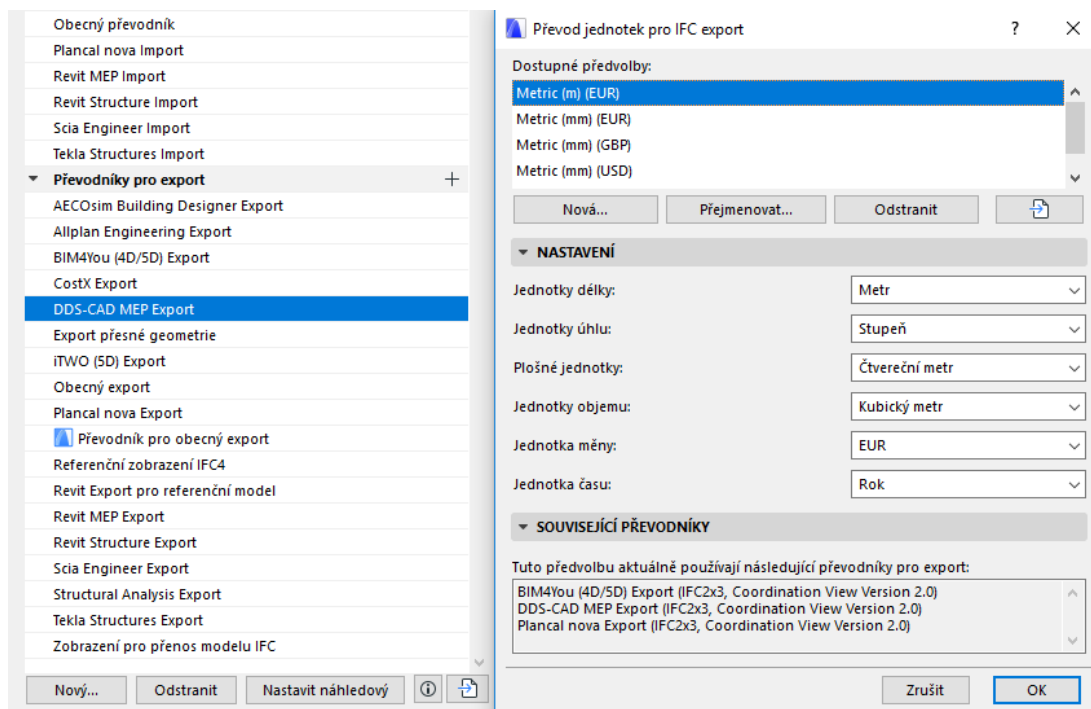 Obecný převodník
Plancal nova Import
Revit MEP Import
Revit Structure Import
Scia Engineer Import
Tekla Structures Import
Převodníky pro export
AECOsim Building Designer Export
Allplan Engineering Export
BIM4You (4D/5D) Export
CostX Export
DDS-CAD MEP Export
Export přesné geometrie
iTWO (5D) Export
Obecný export
Plancal nova Export
Převodník pro obecný export
Referenční zobrazení IFC4
Revit Export pro referenční model
Revit MEP Export
Revit Structure Export
Scia Engineer Export
Structural Analysis Export
Tekla Structures Export
Zobrazení pro přenos modelu IFC
Nový... Odstranit Nastavit náhledový
Převod jednotek pro IFC export ?
Dostupné předvolby:
Metric (m) (EUR)
Metric (mm) (EUR)
Metric (mm) (GBP)
Metric (mm) (USD)
Nová... Přejmenovat... Odstranit
NASTAVENÍ
Jednotky délky: Metr
Jednotky úhlu: Stupeň
Plošné jednotky: Čtvereční metr
Jednotky objemu: Kubický metr
Jednotka měny: EUR
Jednotka času: Rok
SOUVISEJÍCÍ PŘEVODNÍKY
Tuto předvolbu aktuálně používají následující převodníky pro export:
BIM4You (4D/5D) Export (IFC2x3, Coordination View Version 2.0)
DDS-CAD MEP Export (IFC2x3, Coordination View Version 2.0)
Plancal nova Export (IFC2x3, Coordination View Version 2.0)
Zrušit OK